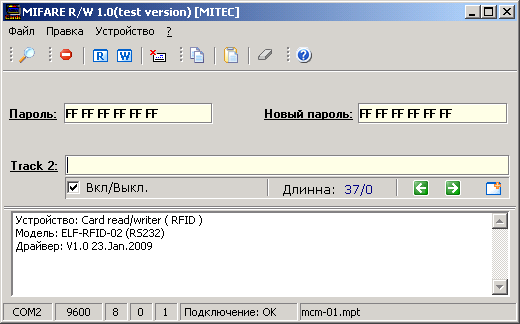 MIFARE R/W 1.0(test version) [MITEC]
Файл Правка Устройство ?
R W
Пароль: FF FF FF FF FF FF Новый пароль: FF FF FF FF FF FF
Track 2:
Вкл/Выкл. Длинна: 37/0
Устройство: Card read/writer ( RFID )
Модель: ELF-RFID-02 (RS232)
Драйвер: V1.0 23.Jan.2009
COM2 9600 8 0 1 Подключение: OK mcm-01.mpt